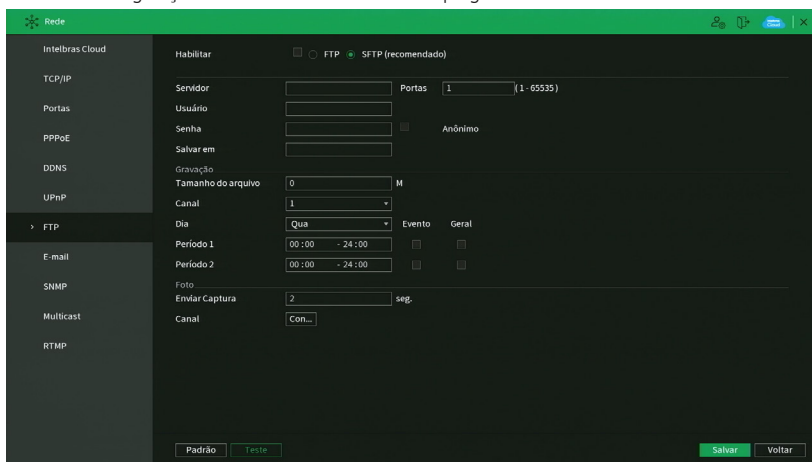 Rede
Cloud
Intelbras Cloud
TCP/IP
Portas
PPPoE
DDNS
UPnP
FTP
E-mail
SNMP
Multicast
RTMP
Habilitar FTP SFTP (recomendado)
Servidor Portas 1 (1-65535)
Usuário
Senha Anônimo
Salvar em
Gravação
Tamanho do arquivo 0 M
Canal 1
Dia Qua Evento Geral
Período 1 00:00 - 24:00
Período 2 00:00 - 24:00
Foto
Enviar Captura 2 seg.
Canal Con...
Padrão Teste Salvar Voltar